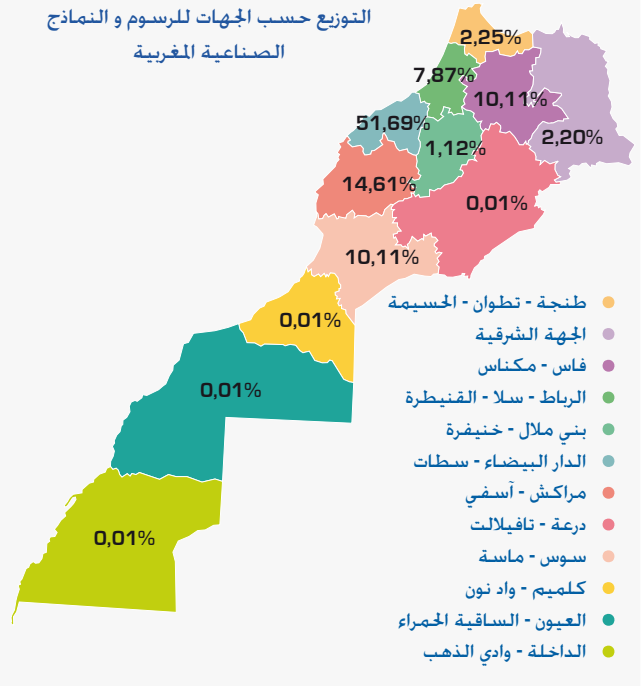 التوزيع حسب الجهات للرسوم و النماذج
الصناعية المغربية
2,25%
7,87%
10,11%
51,69%
1,12%
2,20%
14,61%
0,01%
10,11%
0,01%
0,01%
0,01%
طنجة - تطوان - الحسيمة
الجهة الشرقية
فاس - مكناس
الرباط - سلا - القنيطرة
بني ملال - خنيفرة
الدار البيضاء - سطات
مراكش - آسفي
درعة - تافيلالت
سوس - ماسة
كلميم - واد نون
العيون - الساقية الحمراء
الداخلة - وادي الذهب